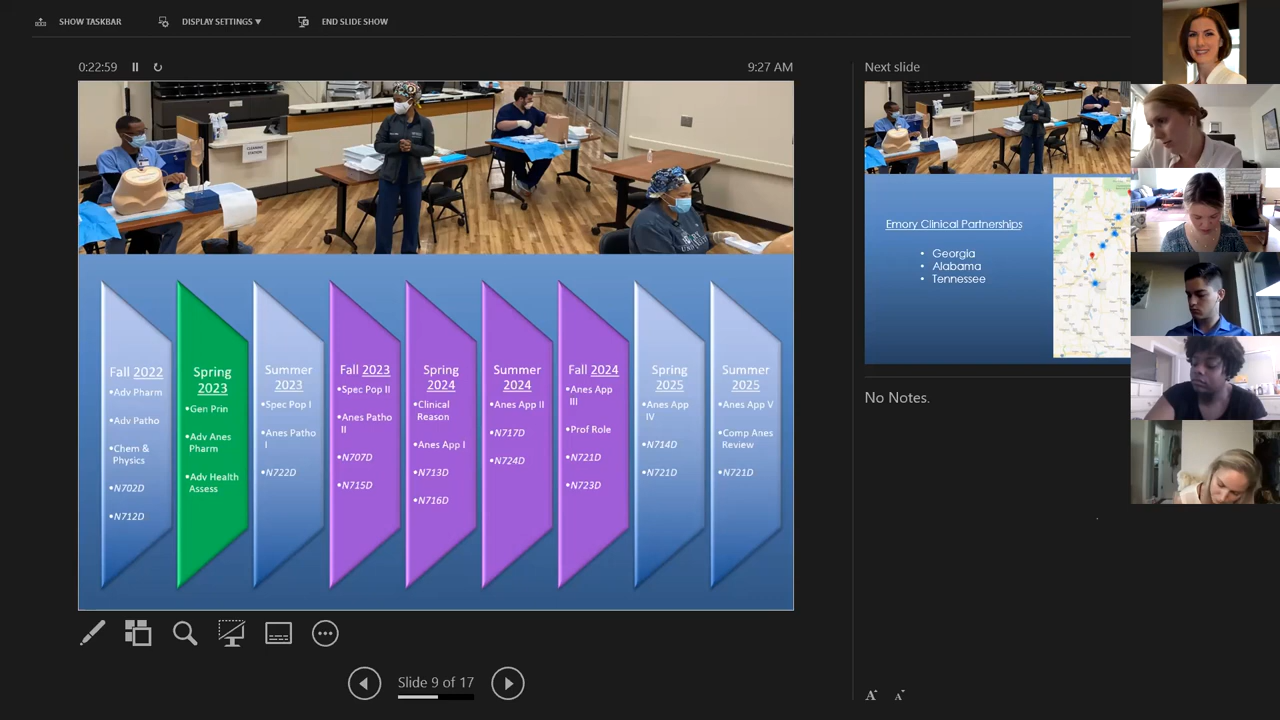 SHOW TASKBAR
DISPLAY SETTINGS ▼
END SLIDE SHOW
0:22:59
9:27 AM
CLEANING
STATION
Fall 2022
•Adv Pharm
•Adv Patho
•Chem &
Physics
•N702D
•N712D
Spring
2023
•Gen Prin
•Adv Anes
Pharm
•Adv Health
Assess
Summer
2023
•Spec Pop I
•Anes Patho
I
•N722D
Fall 2023
•Spec Pop II
•Anes Patho
II
•N707D
•N715D
Spring
2024
•Clinical
Reason
•Anes App I
•N713D
•N716D
Summer
2024
•Anes App II
•N717D
•N724D
Fall 2024
•Anes App
III
•Prof Role
•N721D
•N723D
Spring
2025
•Anes App
IV
•N714D
•N721D
Summer
2025
•Anes App V
•Comp Anes
Review
•N721D
Slide 9 of 17
Next slide
Emory Clinical Partnerships
• Georgia
• Alabama
• Tennessee
No Notes.
A A